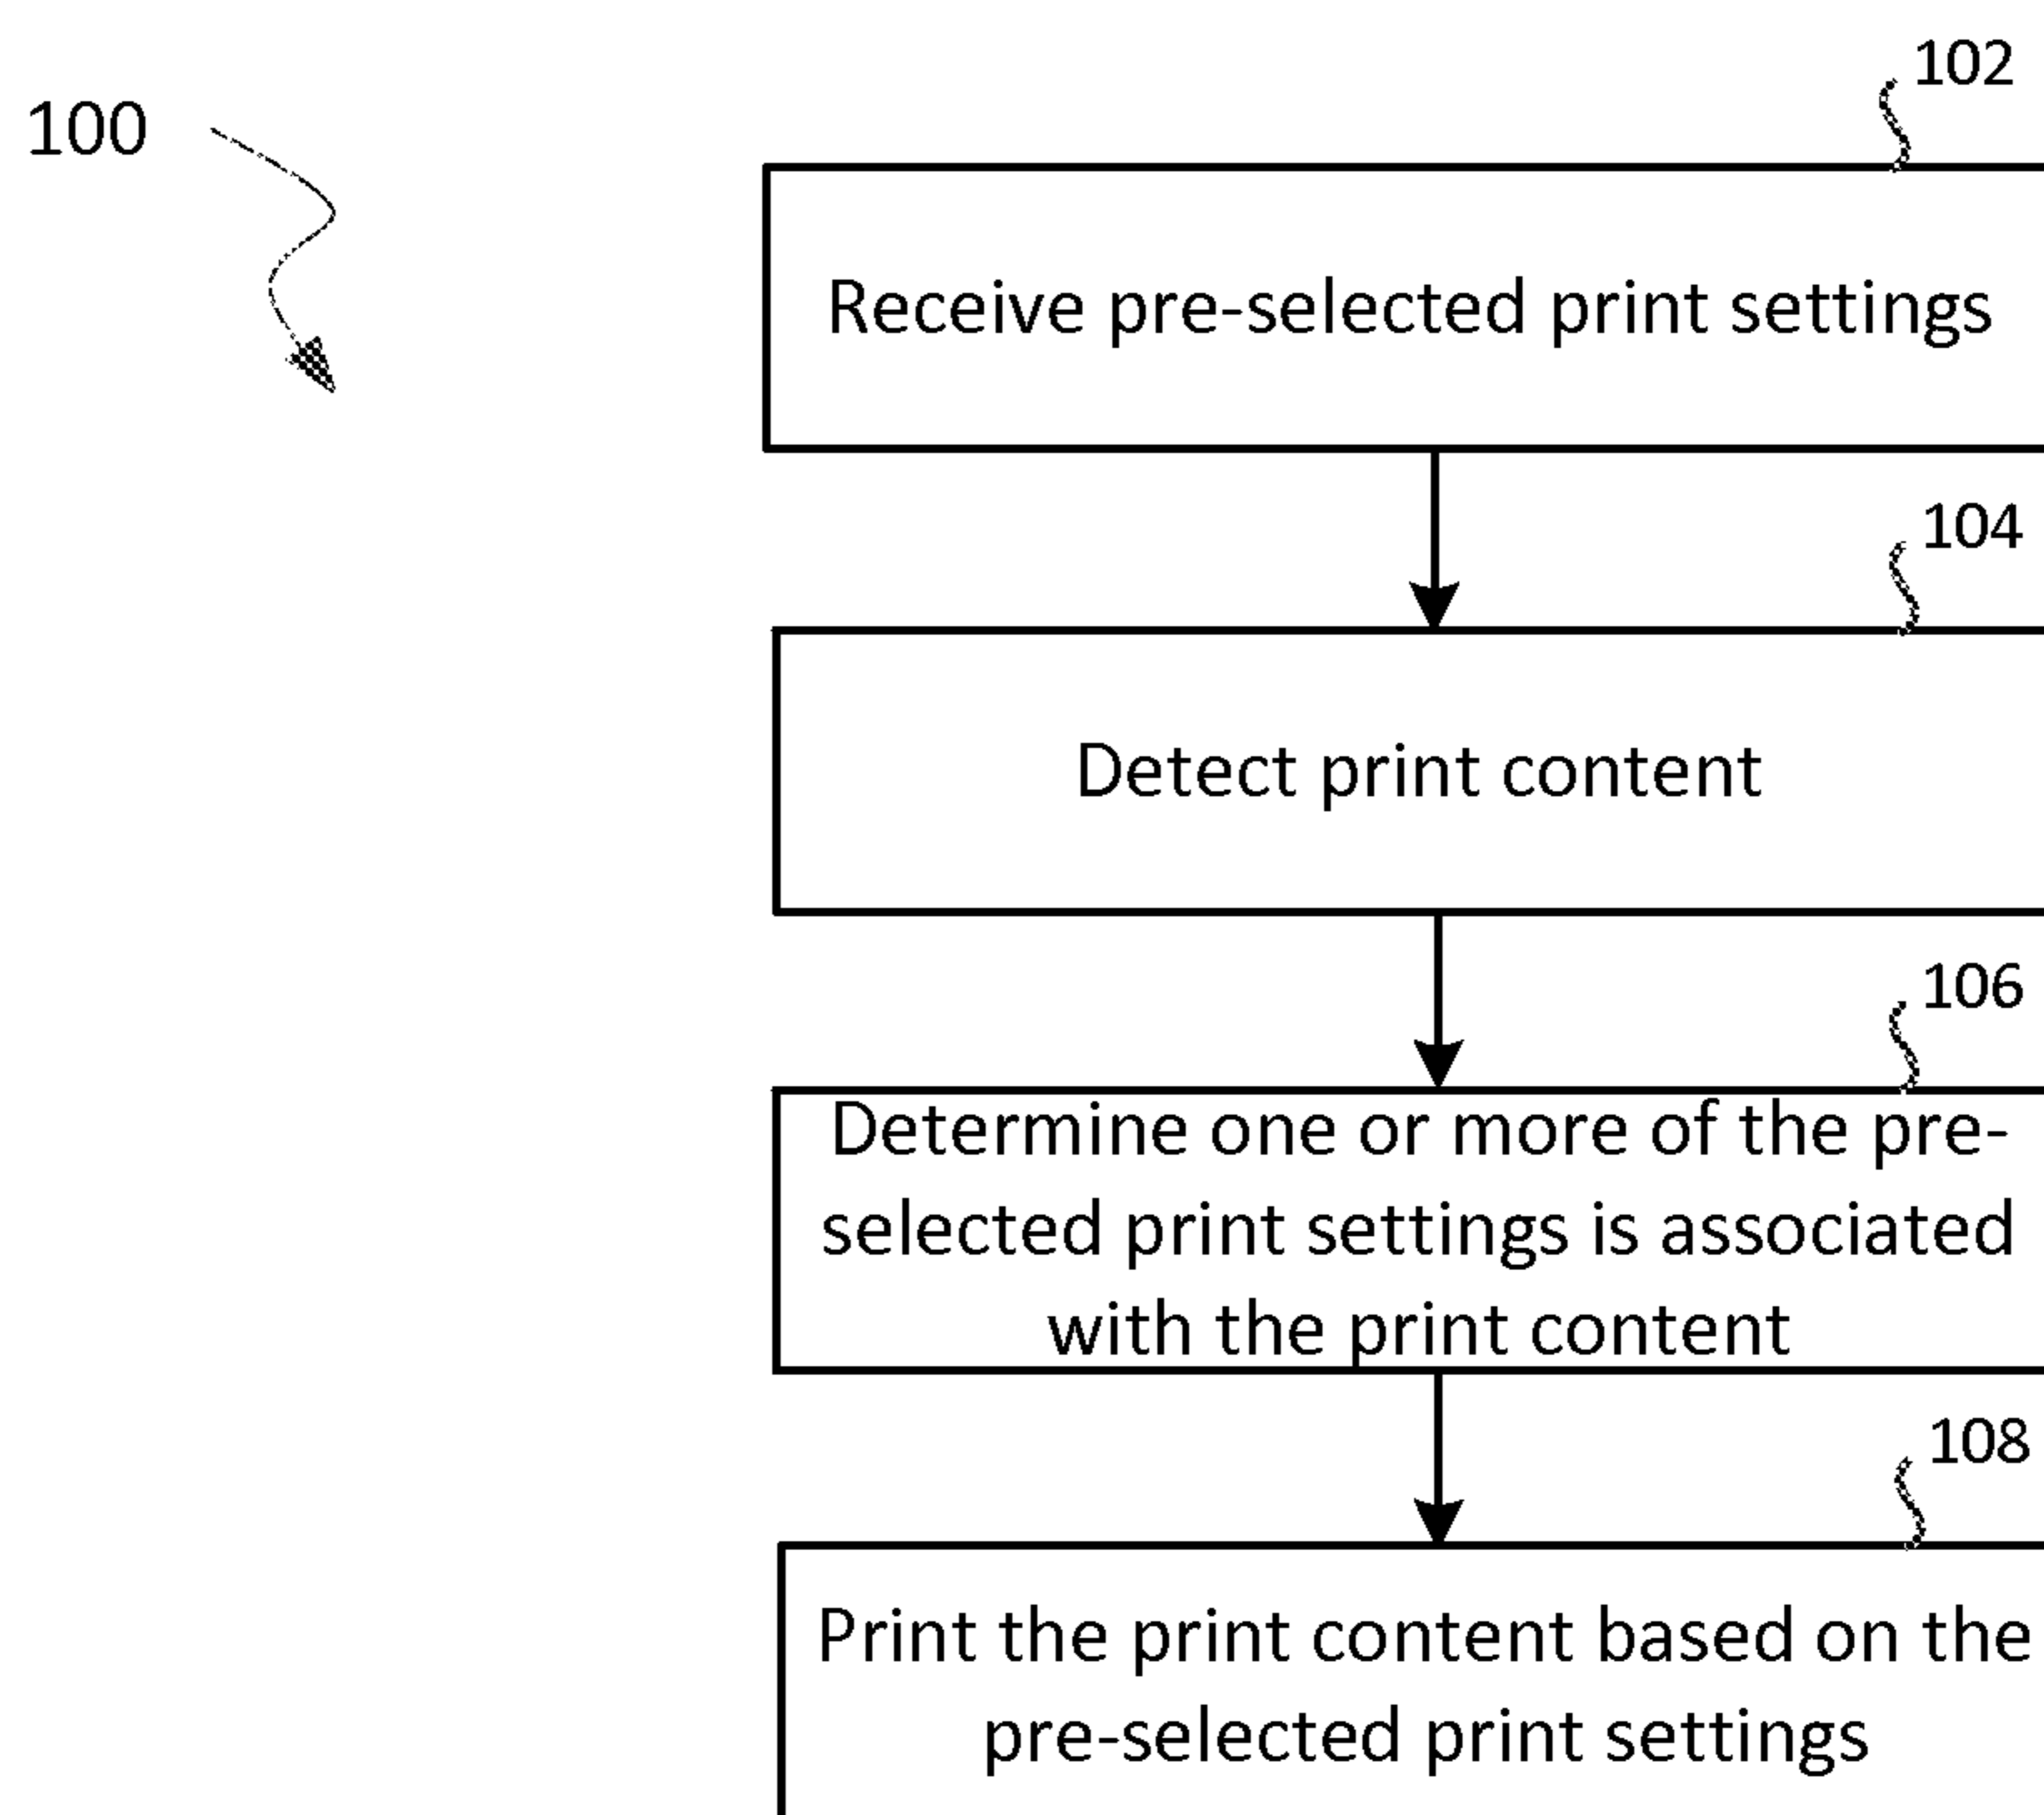 100
102
Receive pre-selected print settings
104
Detect print content
106
Determine one or more of the pre-
selected print settings is associated
with the print content
108
Print the print content based on the
pre-selected print settings